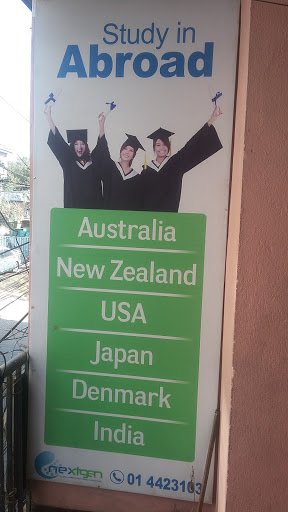 Study in
Abroad
Australia
New Zealand
USA
Japan
Denmark
India
nextgen
01 4423103